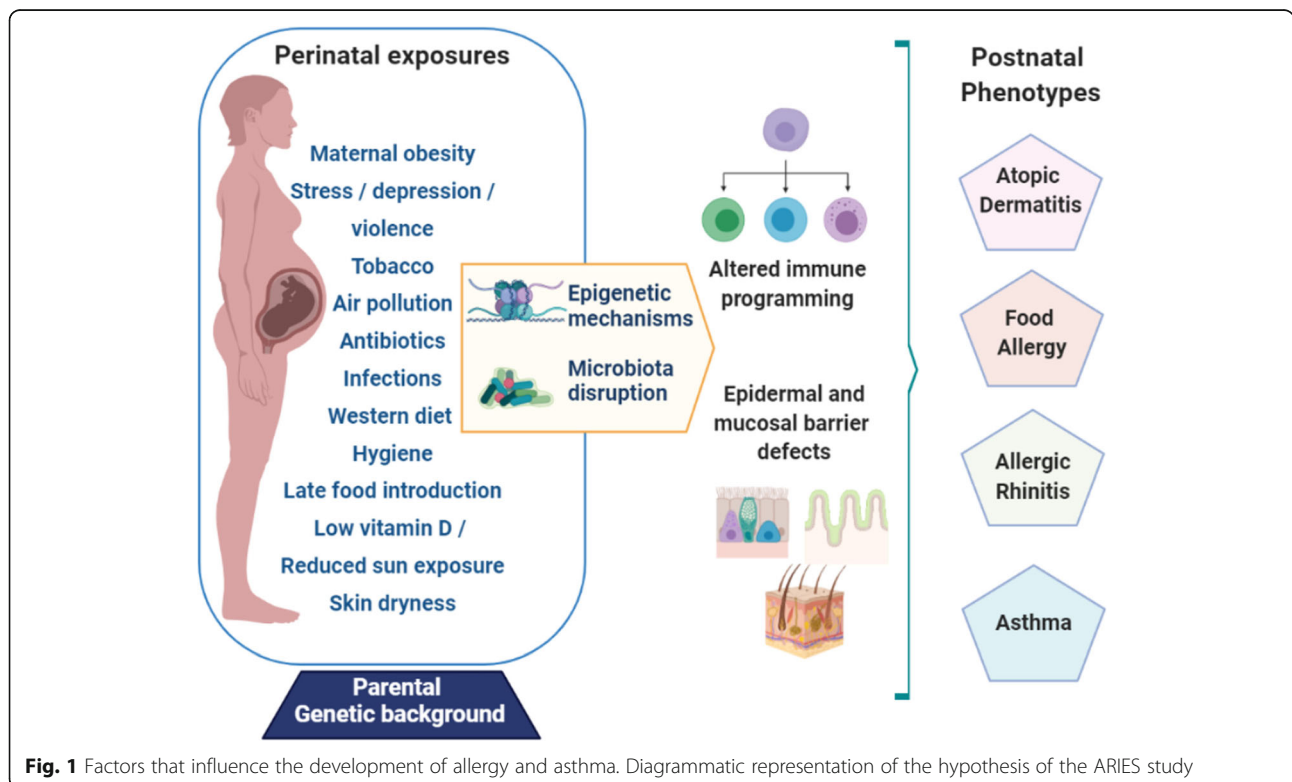 Perinatal exposures
Maternal obesity
Stress / depression /
violence
Tobacco
Air pollution
Antibiotics
Infections
Western diet
Hygiene
Late food introduction
Low vitamin D /
Reduced sun exposure
Skin dryness
Parental
Genetic background
Epigenetic
mechanisms
Microbiota
disruption
Altered immune
programming
Epidermal and
mucosal barrier
defects
Postnatal
Phenotypes
Atopic
Dermatitis
Food
Allergy
Allergic
Rhinitis
Asthma
Fig. 1 Factors that influence the development of allergy and asthma. Diagrammatic representation of the hypothesis of the ARIES study